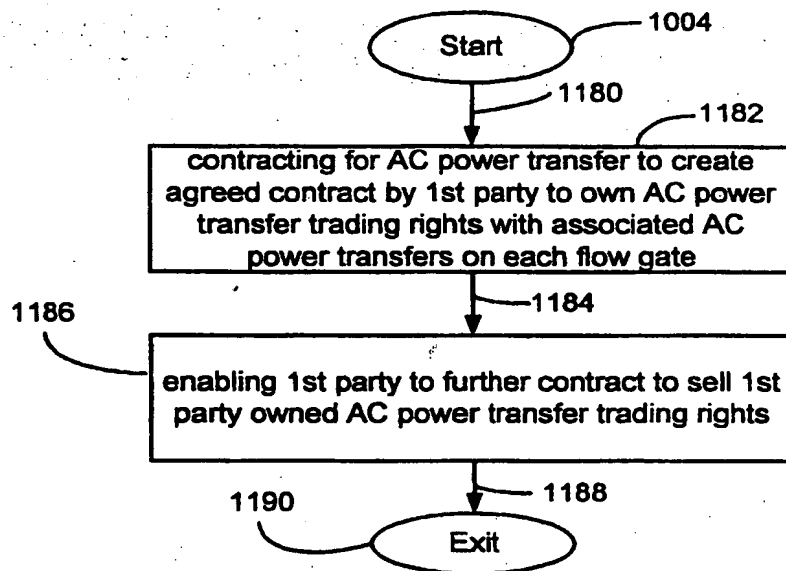 Start
1004
1180
1182
contracting for AC power transfer to create
agreed contract by 1st party to own AC power
transfer trading rights with associated AC
power transfers on each flow gate
1184
1186
enabling 1st party to further contract to sell 1st
party owned AC power transfer trading rights
1188
1190
Exit